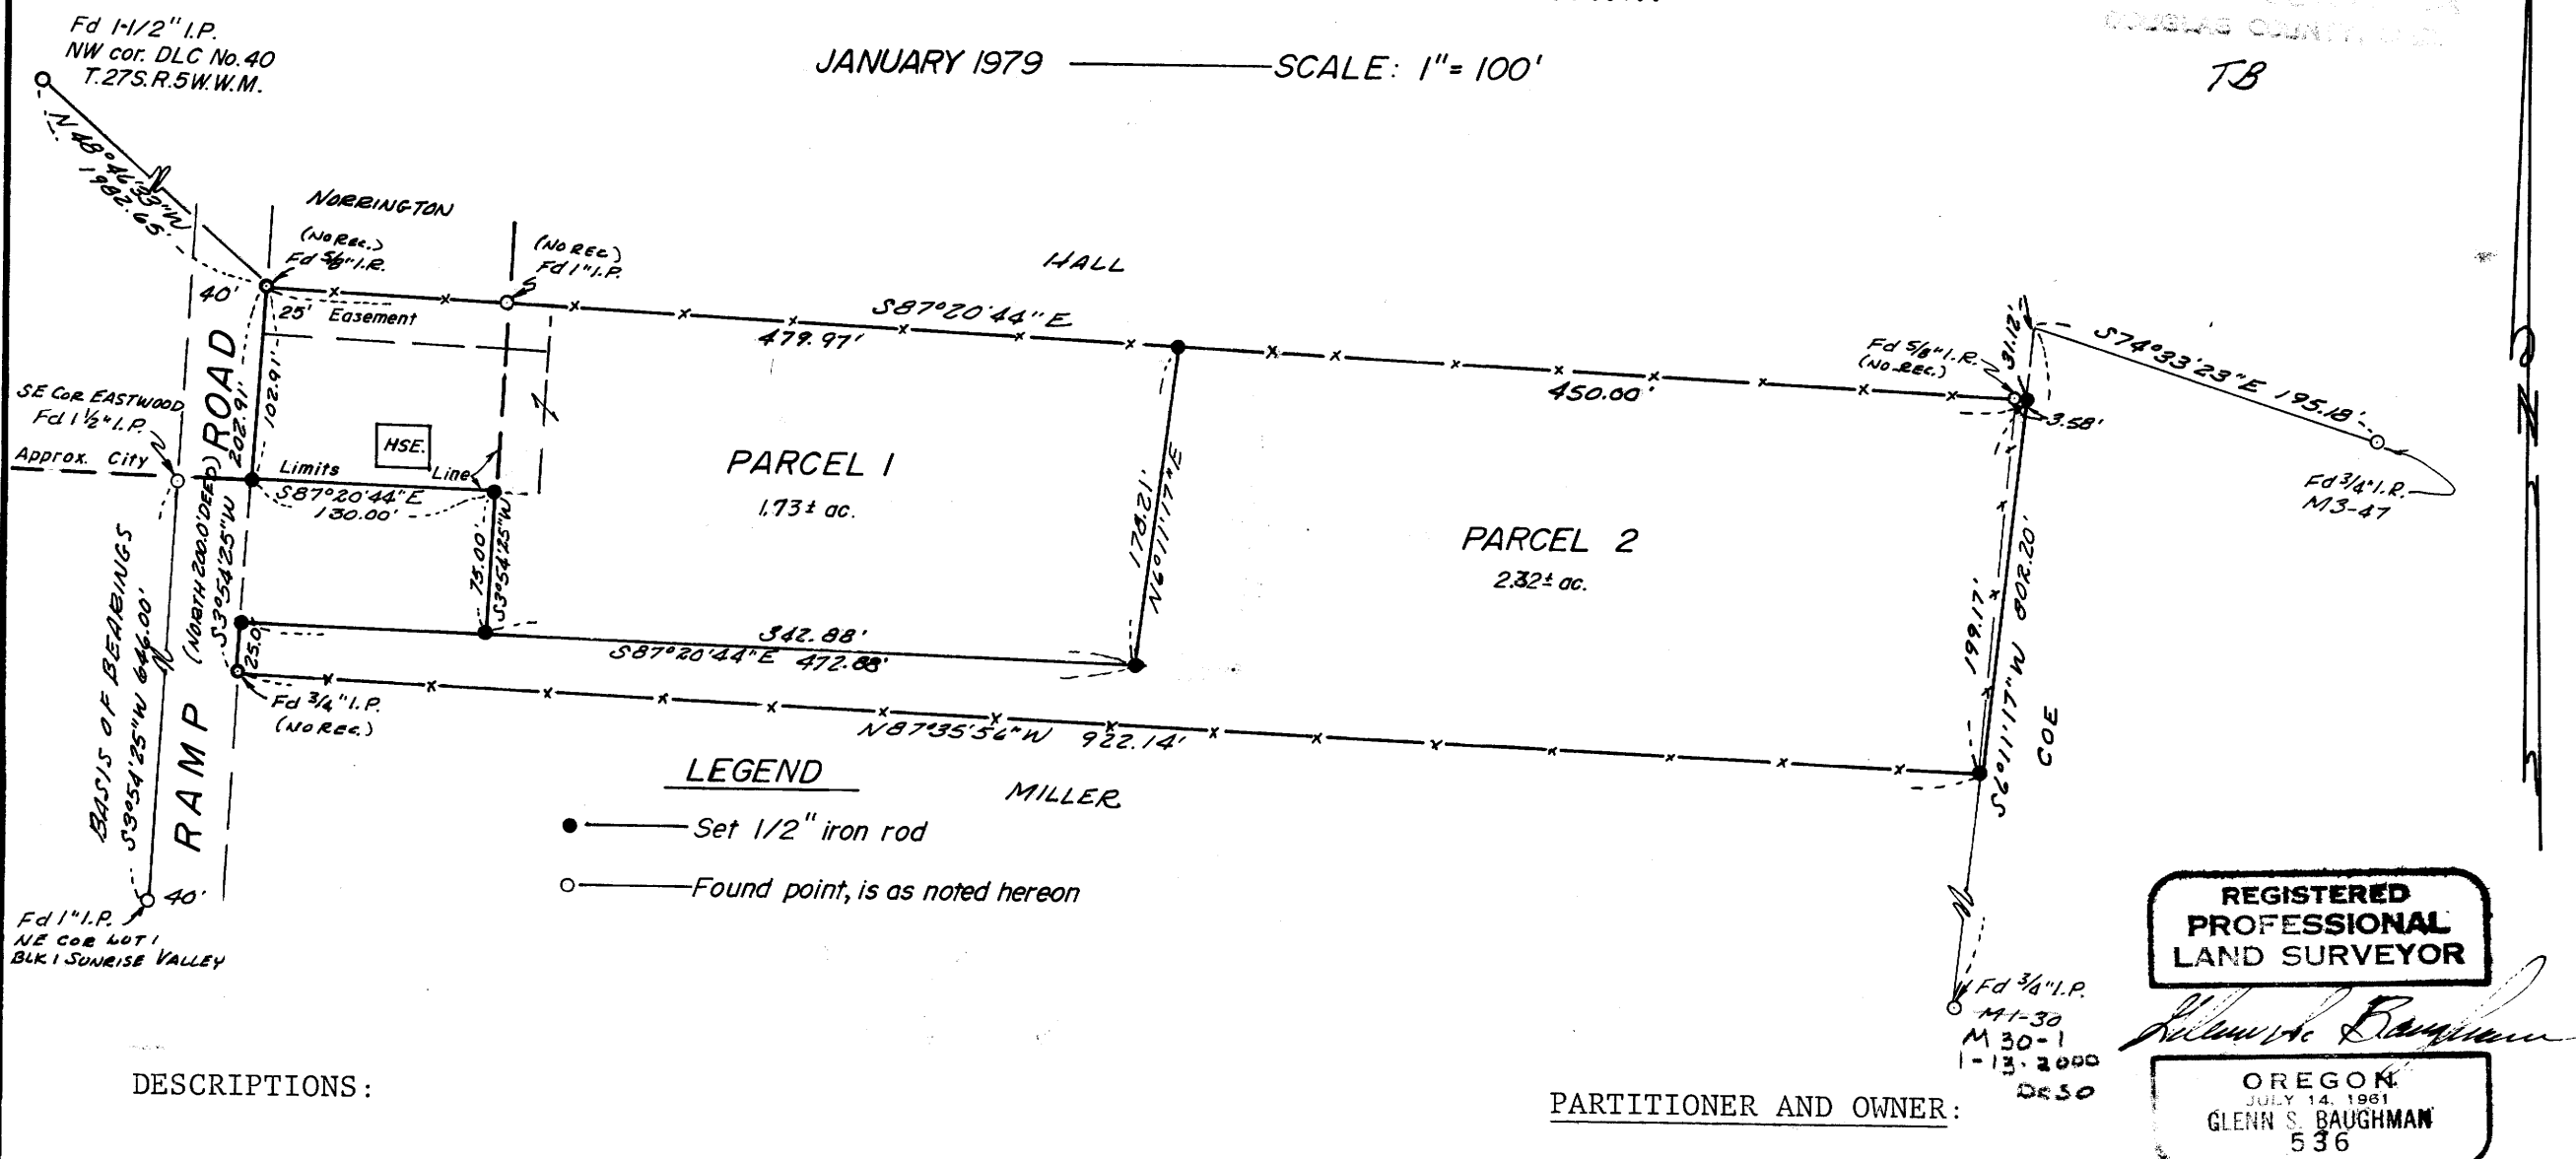 Fd 1-1/2" I.P.
NW cor. DLC No. 40
T.27S.R.5W.W.M.
JANUARY 1979 SCALE: 1"= 100'
TB
N 48°46'33"W
1982.65'
NORRINGTON
(NO REC.)
Fd 5/8" I.R.
(NO REC)
Fd 1" I.P.
HALL
40'
25' Easement
S87°20'44"E
479.97'
450.00'
Fd 5/8" I.R.
(NO REC.)
31.12'
S74°33'23"E 195.18'
3.58'
Fd 3/4" I.R.
M3-47
SE COR EASTWOOD
Fd 1 1/2" I.P.
Approx. City Limits Line
HSE.
102.91'
202.91'
(NORTH 200.0' DEED)
S3°54'25"W
RAMP ROAD
S87°20'44"E
130.00'
75.00'
S3°54'25"W
PARCEL 1
1.73± ac.
178.21'
N6°11'17"E
PARCEL 2
2.32± ac.
199.17'
S6°11'17"W 802.20'
COE
BASIS OF BEARINGS
S3°54'25"W 646.00'
25.0'
342.88'
S87°20'44"E 472.88'
Fd 3/4" I.P.
(NO REC.)
N87°35'56"W 922.14'
MILLER
LEGEND
Set 1/2" iron rod
Found point, is as noted hereon
40'
Fd 1" I.P.
NE COR LOT 1
BLK 1 SUNRISE VALLEY
Fd 3/4" I.P.
M1-30
M 30-1
1-13-2000
REGISTERED
PROFESSIONAL
LAND SURVEYOR
OREGON
JULY 14, 1961
GLENN S. BAUGHMAN
536
DESCRIPTIONS:
PARTITIONER AND OWNER: